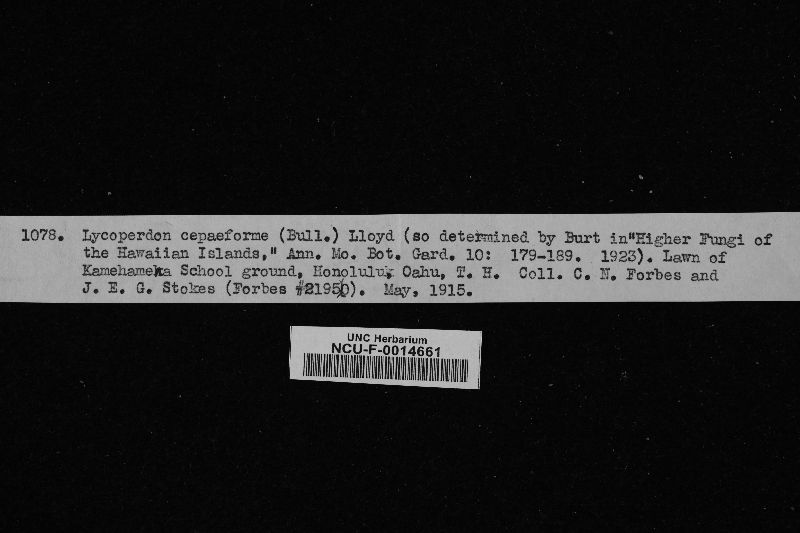 1078. Lycoperdon cepaeforme (Bull.) Lloyd (so determined by Burt in "Higher Fungi of
the Hawaiian Islands," Ann. Mo. Bot. Gard. 10: 179-189. 1923). Lawn of
Kamehameha School ground, Honolulu, Oahu, T. H. Coll. C. N. Forbes and
J. E. G. Stokes (Forbes #2195). May, 1915.
UNC Herbarium
NCU-F-0014661